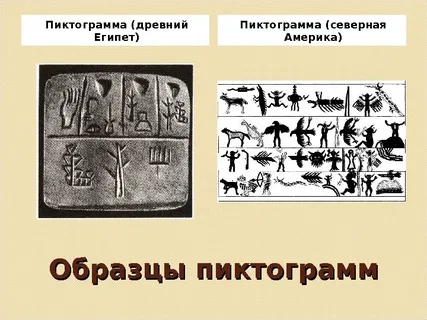 Пиктограмма (древний
Египет)
Пиктограмма (северная
Америка)
Образцы пиктограмм